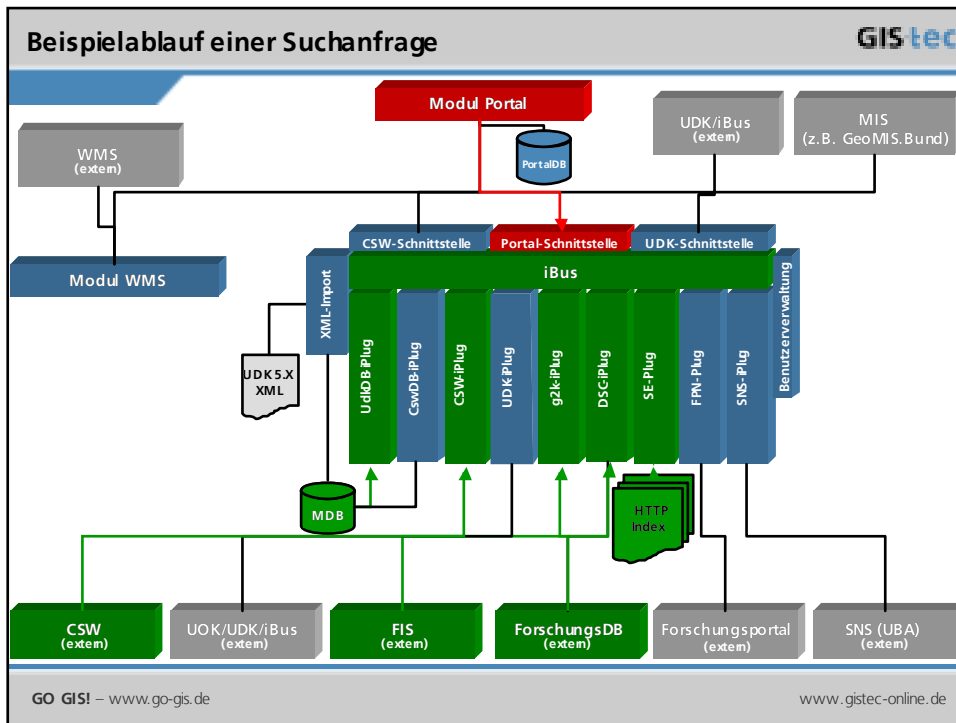 Beispielablauf einer Suchanfrage
GIStec
Modul Portal
PortalDB
UDK/iBus
(extern)
MIS
(z.B. GeoMIS.Bund)
WMS
(extern)
CSW-Schnittstelle
Portal-Schnittstelle
UDK-Schnittstelle
Modul WMS
iBus
XML-Import
Benutzerverwaltung
UDK 5.X
XML
UdkDB-iPlug
CswDB-iPlug
CSW-iPlug
UDK-iPlug
g2k-iPlug
DSC-iPlug
SE-Plug
FPN-Plug
SNS-iPlug
MDB
HTTP
Index
CSW
(extern)
UOK/UDK/iBus
(extern)
FIS
(extern)
ForschungsDB
(extern)
Forschungsportal
(extern)
SNS (UBA)
(extern)
GO GIS! – www.go-gis.de
www.gistec-online.de